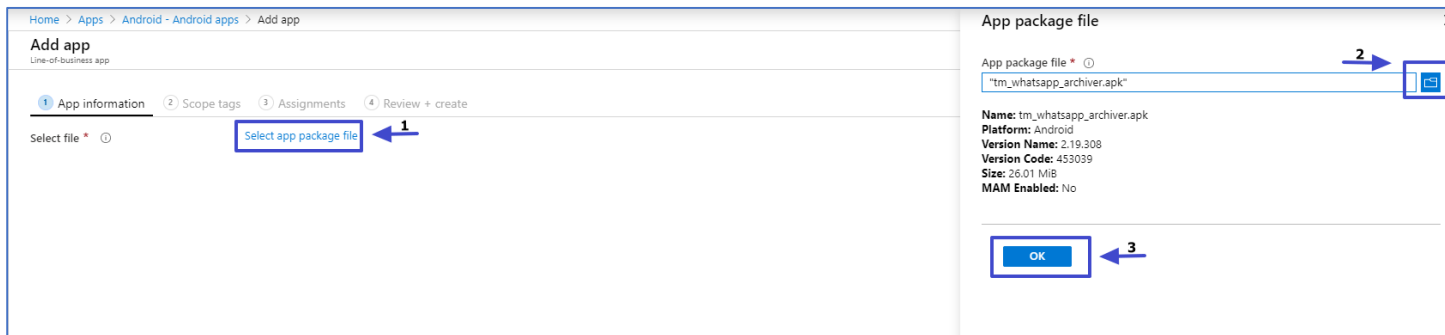 Home > Apps > Android - Android apps > Add app
Add app
Line-of-business app
1 App information 2 Scope tags 3 Assignments 4 Review + create
Select file * Select app package file 1
App package file
App package file * 2
"tm_whatsapp_archiver.apk"
Name: tm_whatsapp_archiver.apk
Platform: Android
Version Name: 2.19.308
Version Code: 453039
Size: 26.01 MiB
MAM Enabled: No
OK 3